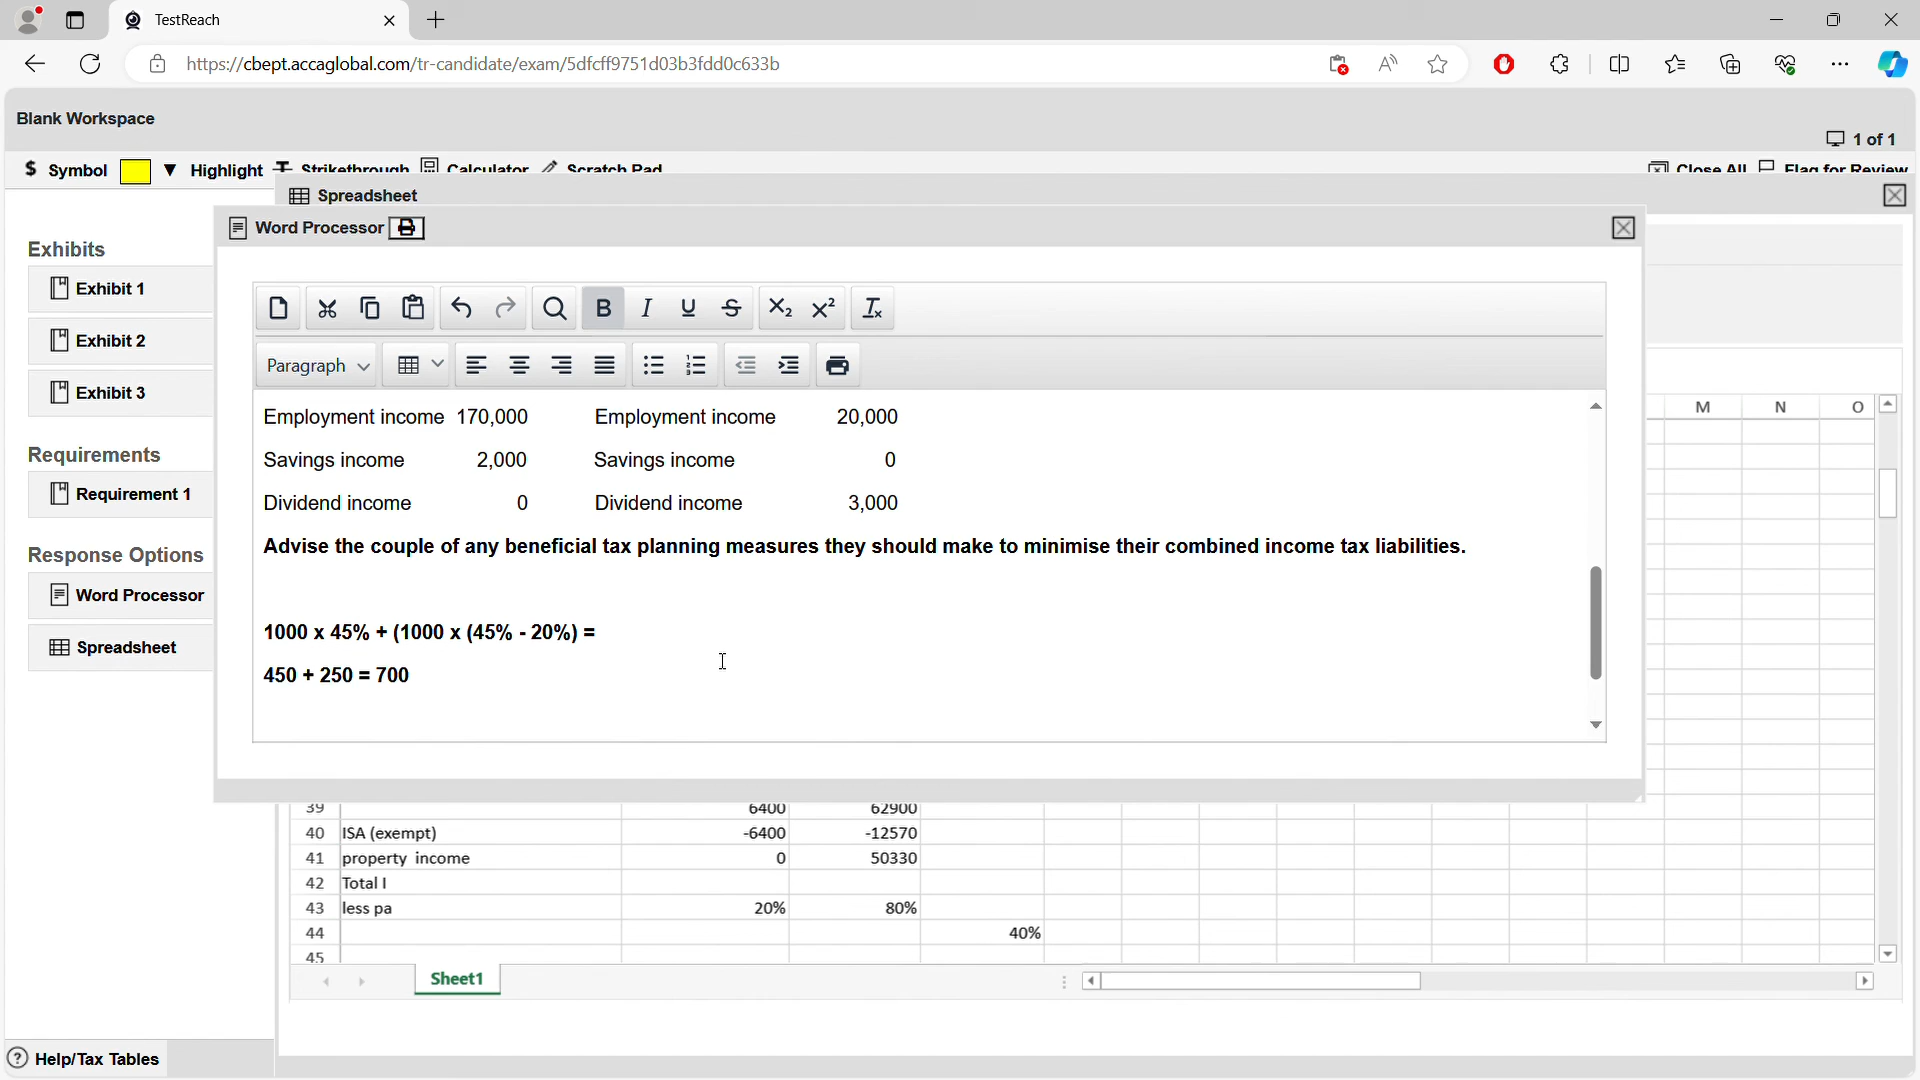 TestReach
https://cbept.accaglobal.com/tr-candidate/exam/5dfcff9751d03b3fdd0c633b
Blank Workspace
1 of 1
$ Symbol Highlight Strikethrough Calculator Scratch Pad Close All Flag for Review
Spreadsheet
Word Processor
Exhibits
Exhibit 1
Exhibit 2
Exhibit 3
Requirements
Requirement 1
Response Options
Word Processor
Spreadsheet
Help/Tax Tables
Paragraph
Employment income 170,000 Employment income 20,000
Savings income 2,000 Savings income 0
Dividend income 0 Dividend income 3,000
Advise the couple of any beneficial tax planning measures they should make to minimise their combined income tax liabilities.
1000 x 45% + (1000 x (45% - 20%) =
450 + 250 = 700
M N O
39 6400 62900
40 ISA (exempt) -6400 -12570
41 property income 0 50330
42 Total I
43 less pa 20% 80%
44 40%
45
Sheet1